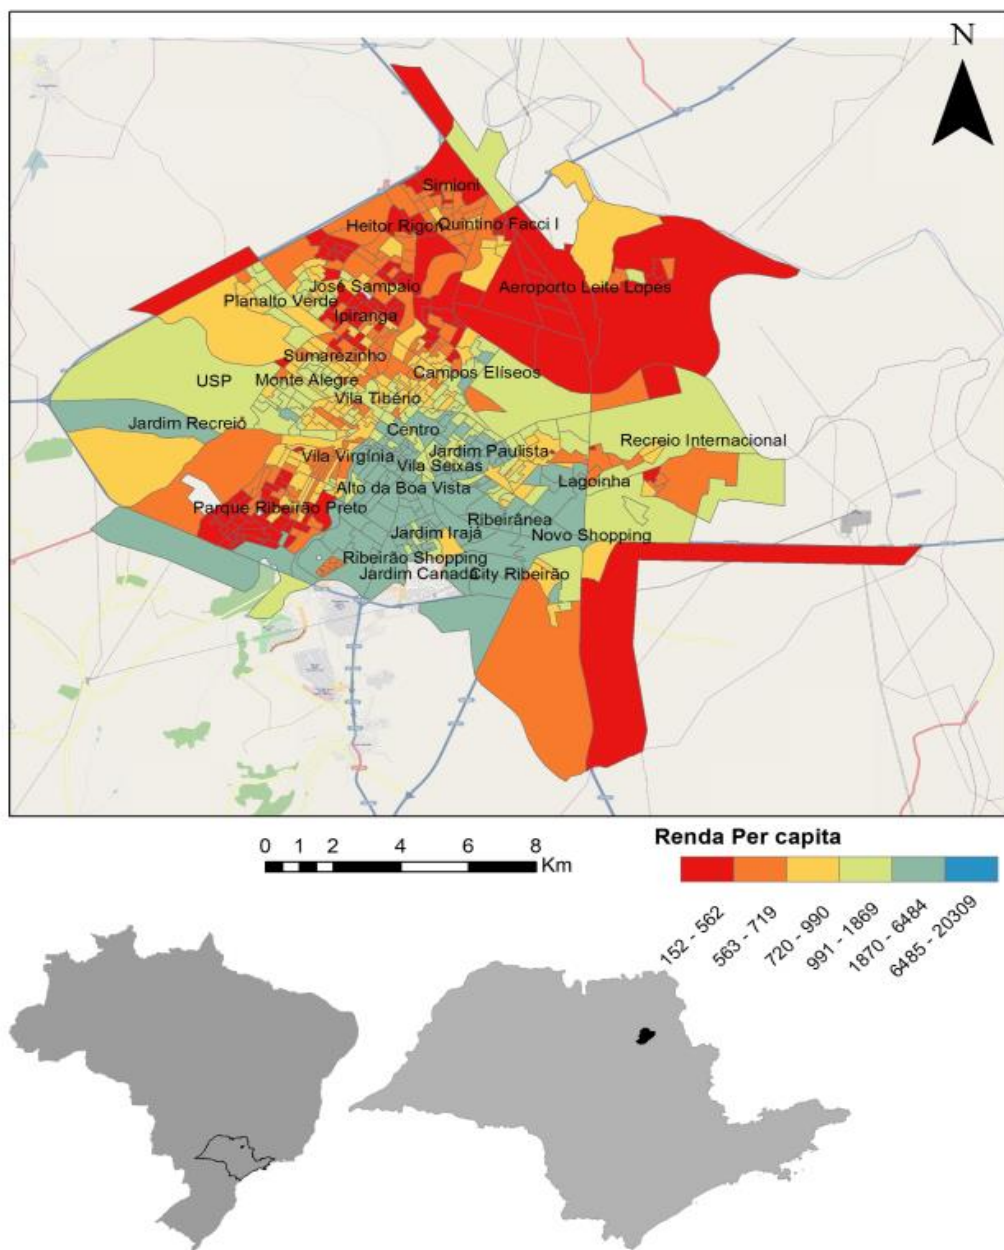 N
Simioni
Heitor Rigon
Quintino Facci I
Aeroporto Leite Lopes
José Sampaio
Planalto Verde
Ipiranga
Sumarezinho
Campos Elíseos
USP
Monte Alegre
Vila Tibério
Jardim Recreio
Centro
Recreio Internacional
Jardim Paulista
Vila Virgínia
Vila Seixas
Lagoinha
Alto da Boa Vista
Parque Ribeirão Preto
Ribeirânea
Jardim Irajá
Novo Shopping
Ribeirão Shopping
Jardim Canadá
City Ribeirão
0 1 2 4 6 8
Km
Renda Per capita
152 - 562
563 - 719
720 - 990
991 - 1869
1870 - 6484
6485 - 20309